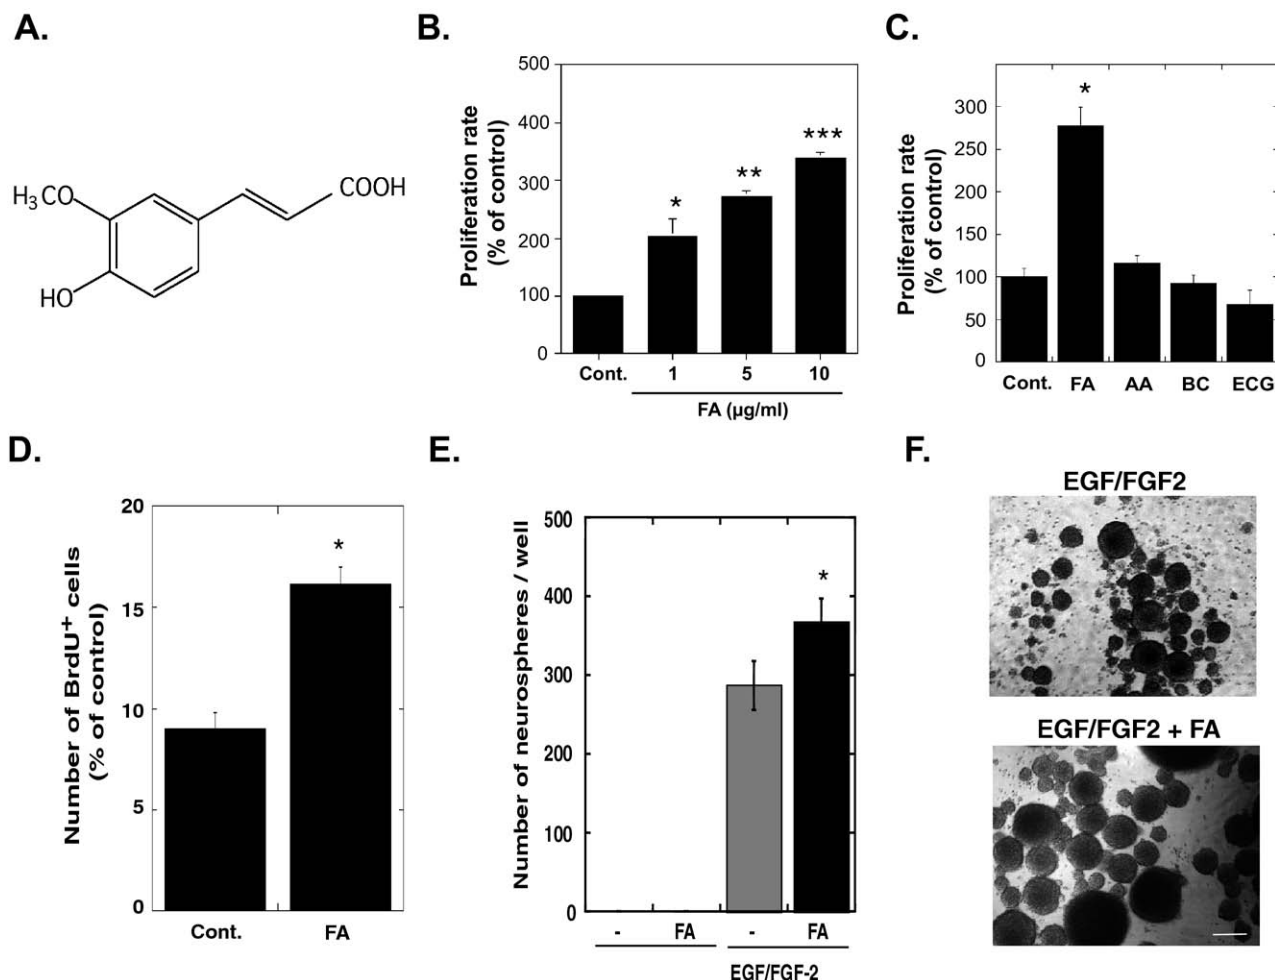 A.
H₃CO
COOH
HO
B.
Proliferation rate
(% of control)
500
400
300
200
100
0
*
**
***
Cont.
1
5
10
FA (µg/ml)
C.
Proliferation rate
(% of control)
300
250
200
150
100
50
0
*
Cont.
FA
AA
BC
ECG
D.
Number of BrdU⁺ cells
(% of control)
20
15
10
5
0
*
Cont.
FA
E.
Number of neurospheres / well
500
400
300
200
100
0
*
-
FA
-
FA
EGF/FGF-2
F.
EGF/FGF2
EGF/FGF2 + FA